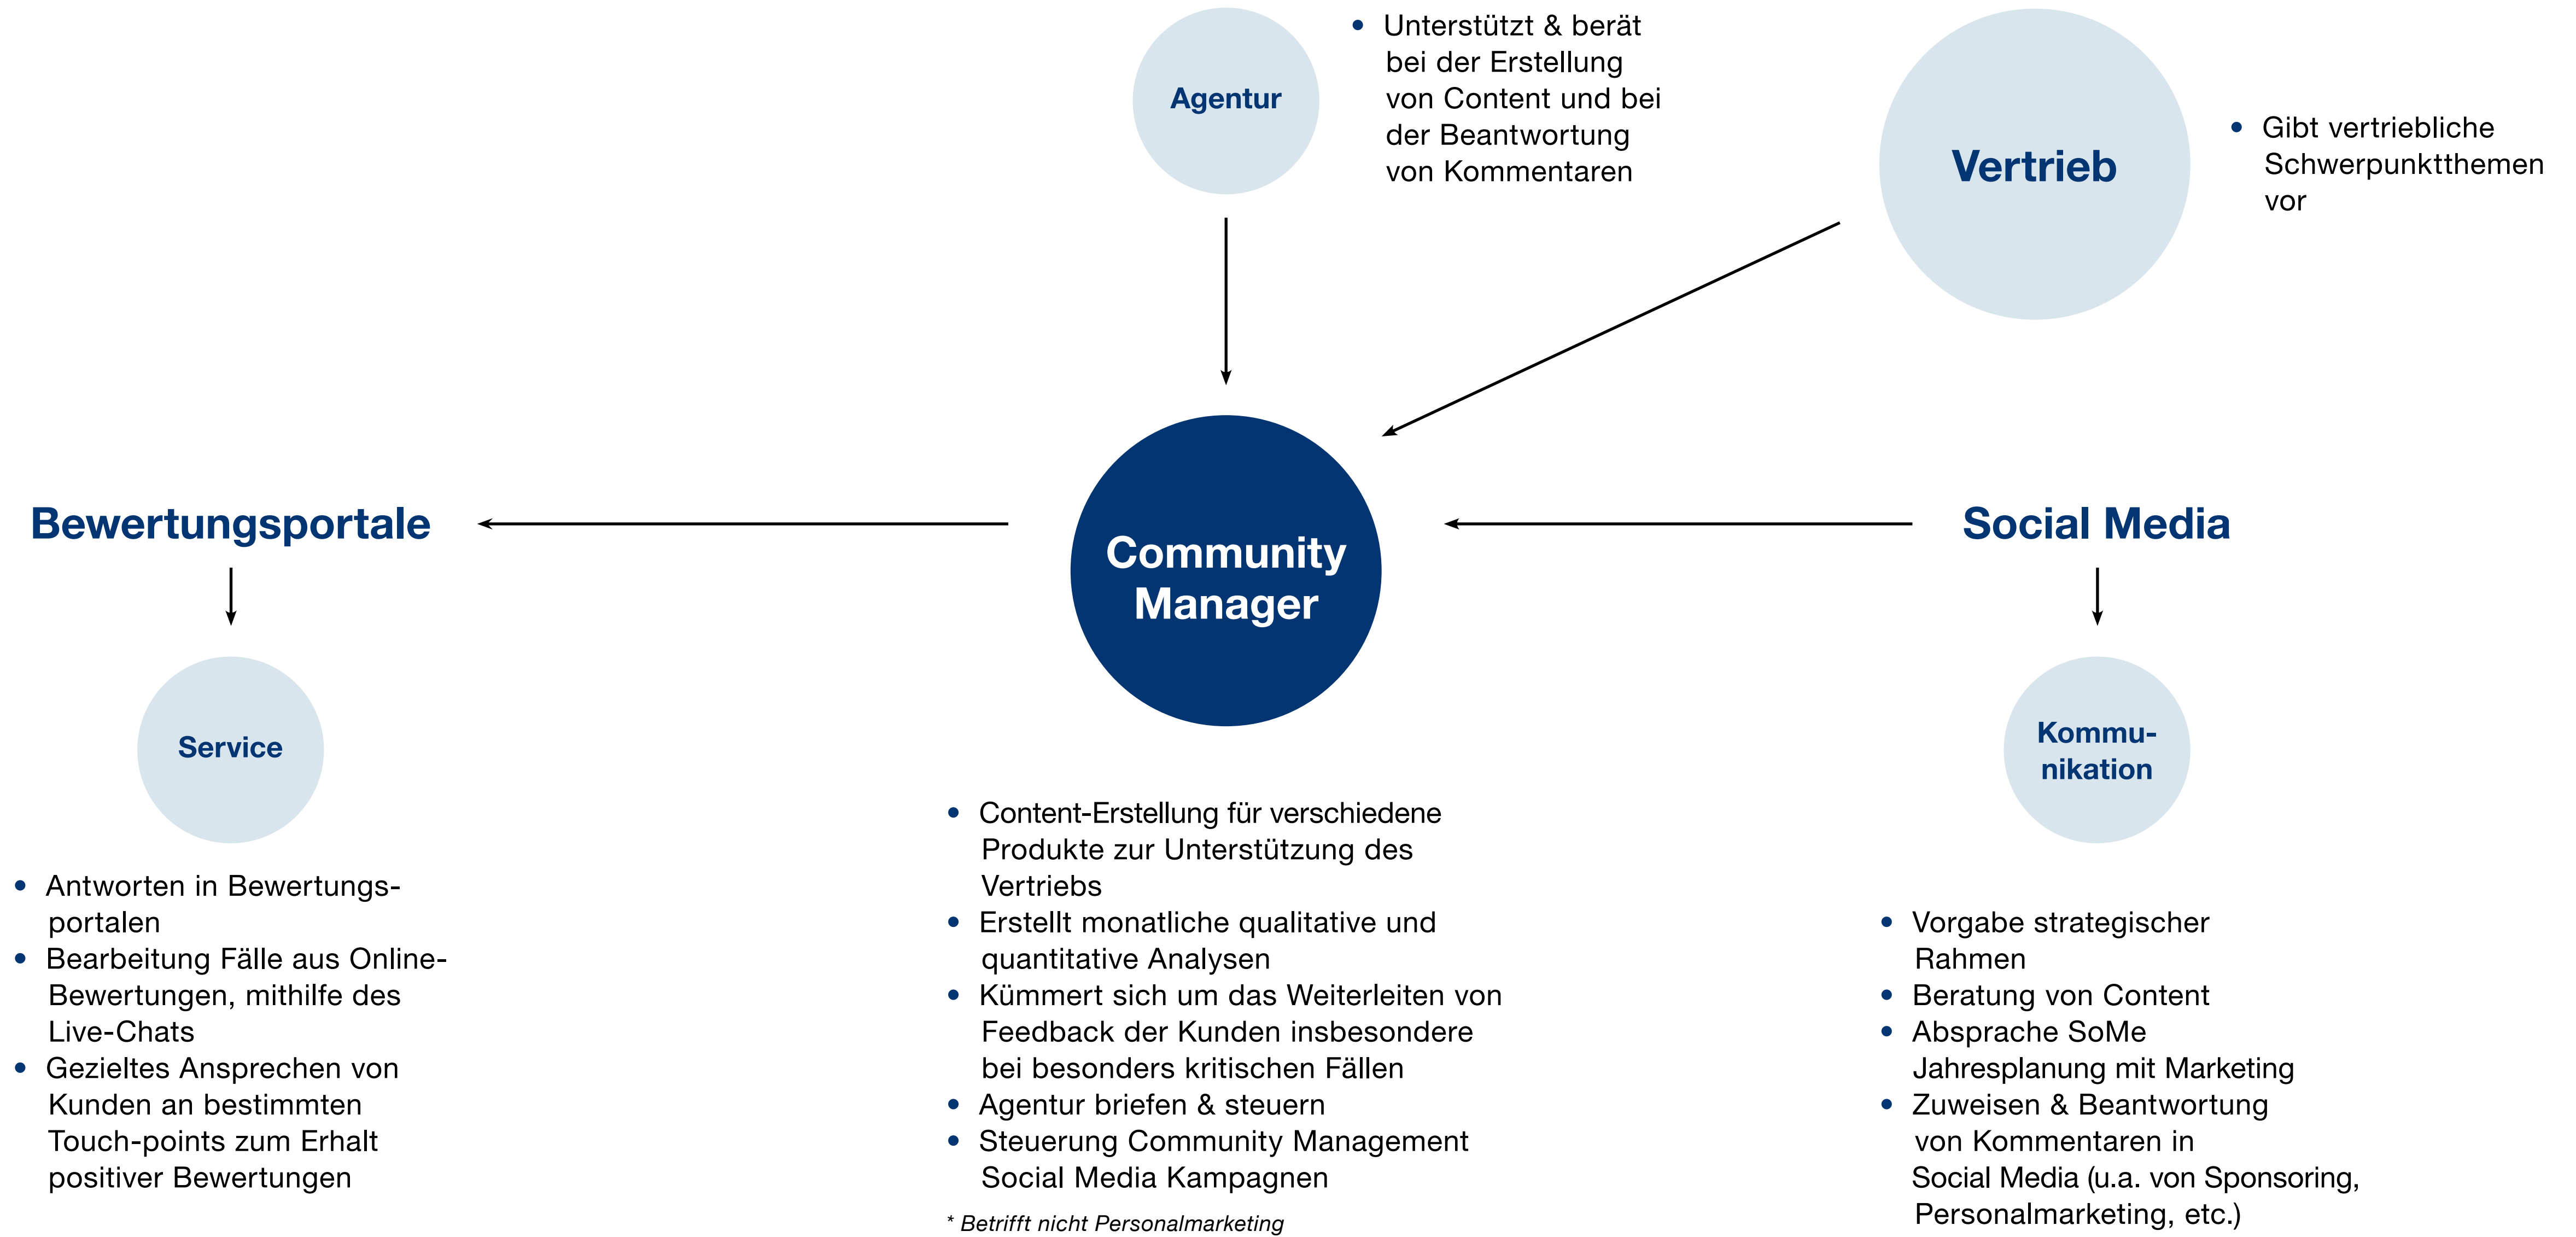 Agentur
• Unterstützt & berät
bei der Erstellung
von Content und bei
der Beantwortung
von Kommentaren
Vertrieb
• Gibt vertriebliche
Schwerpunktthemen
vor
Bewertungsportale
Community
Manager
Social Media
Service
• Antworten in Bewertungs-
portalen
• Bearbeitung Fälle aus Online-
Bewertungen, mithilfe des
Live-Chats
• Gezieltes Ansprechen von
Kunden an bestimmten
Touch-points zum Erhalt
positiver Bewertungen
• Content-Erstellung für verschiedene
Produkte zur Unterstützung des
Vertriebs
• Erstellt monatliche qualitative und
quantitative Analysen
• Kümmert sich um das Weiterleiten von
Feedback der Kunden insbesondere
bei besonders kritischen Fällen
• Agentur briefen & steuern
• Steuerung Community Management
Social Media Kampagnen
* Betrifft nicht Personalmarketing
Kommu-
nikation
• Vorgabe strategischer
Rahmen
• Beratung von Content
• Absprache SoMe
Jahresplanung mit Marketing
• Zuweisen & Beantwortung
von Kommentaren in
Social Media (u.a. von Sponsoring,
Personalmarketing, etc.)